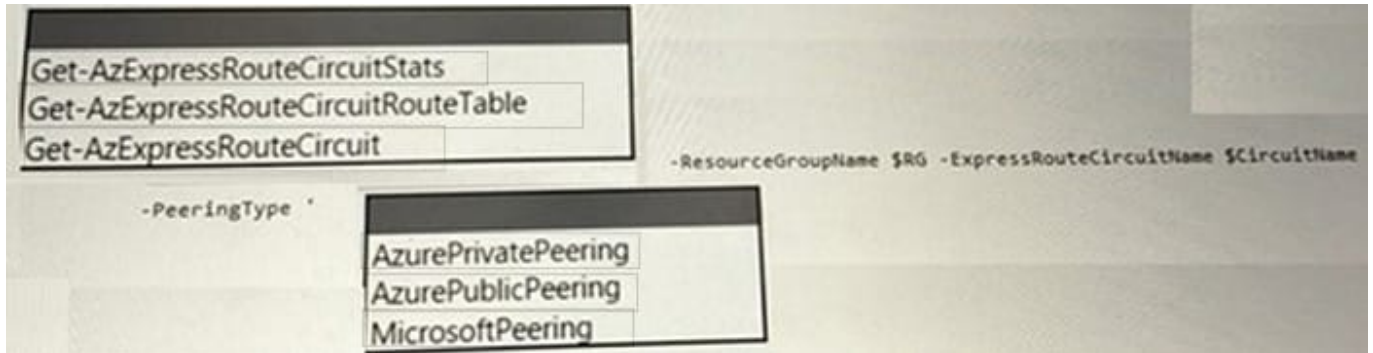 Get-AzExpressRouteCircuitStats
Get-AzExpressRouteCircuitRouteTable
Get-AzExpressRouteCircuit
-ResourceGroupName $RG -ExpressRouteCircuitName $CircuitName
-PeeringType '
AzurePrivatePeering
AzurePublicPeering
MicrosoftPeering